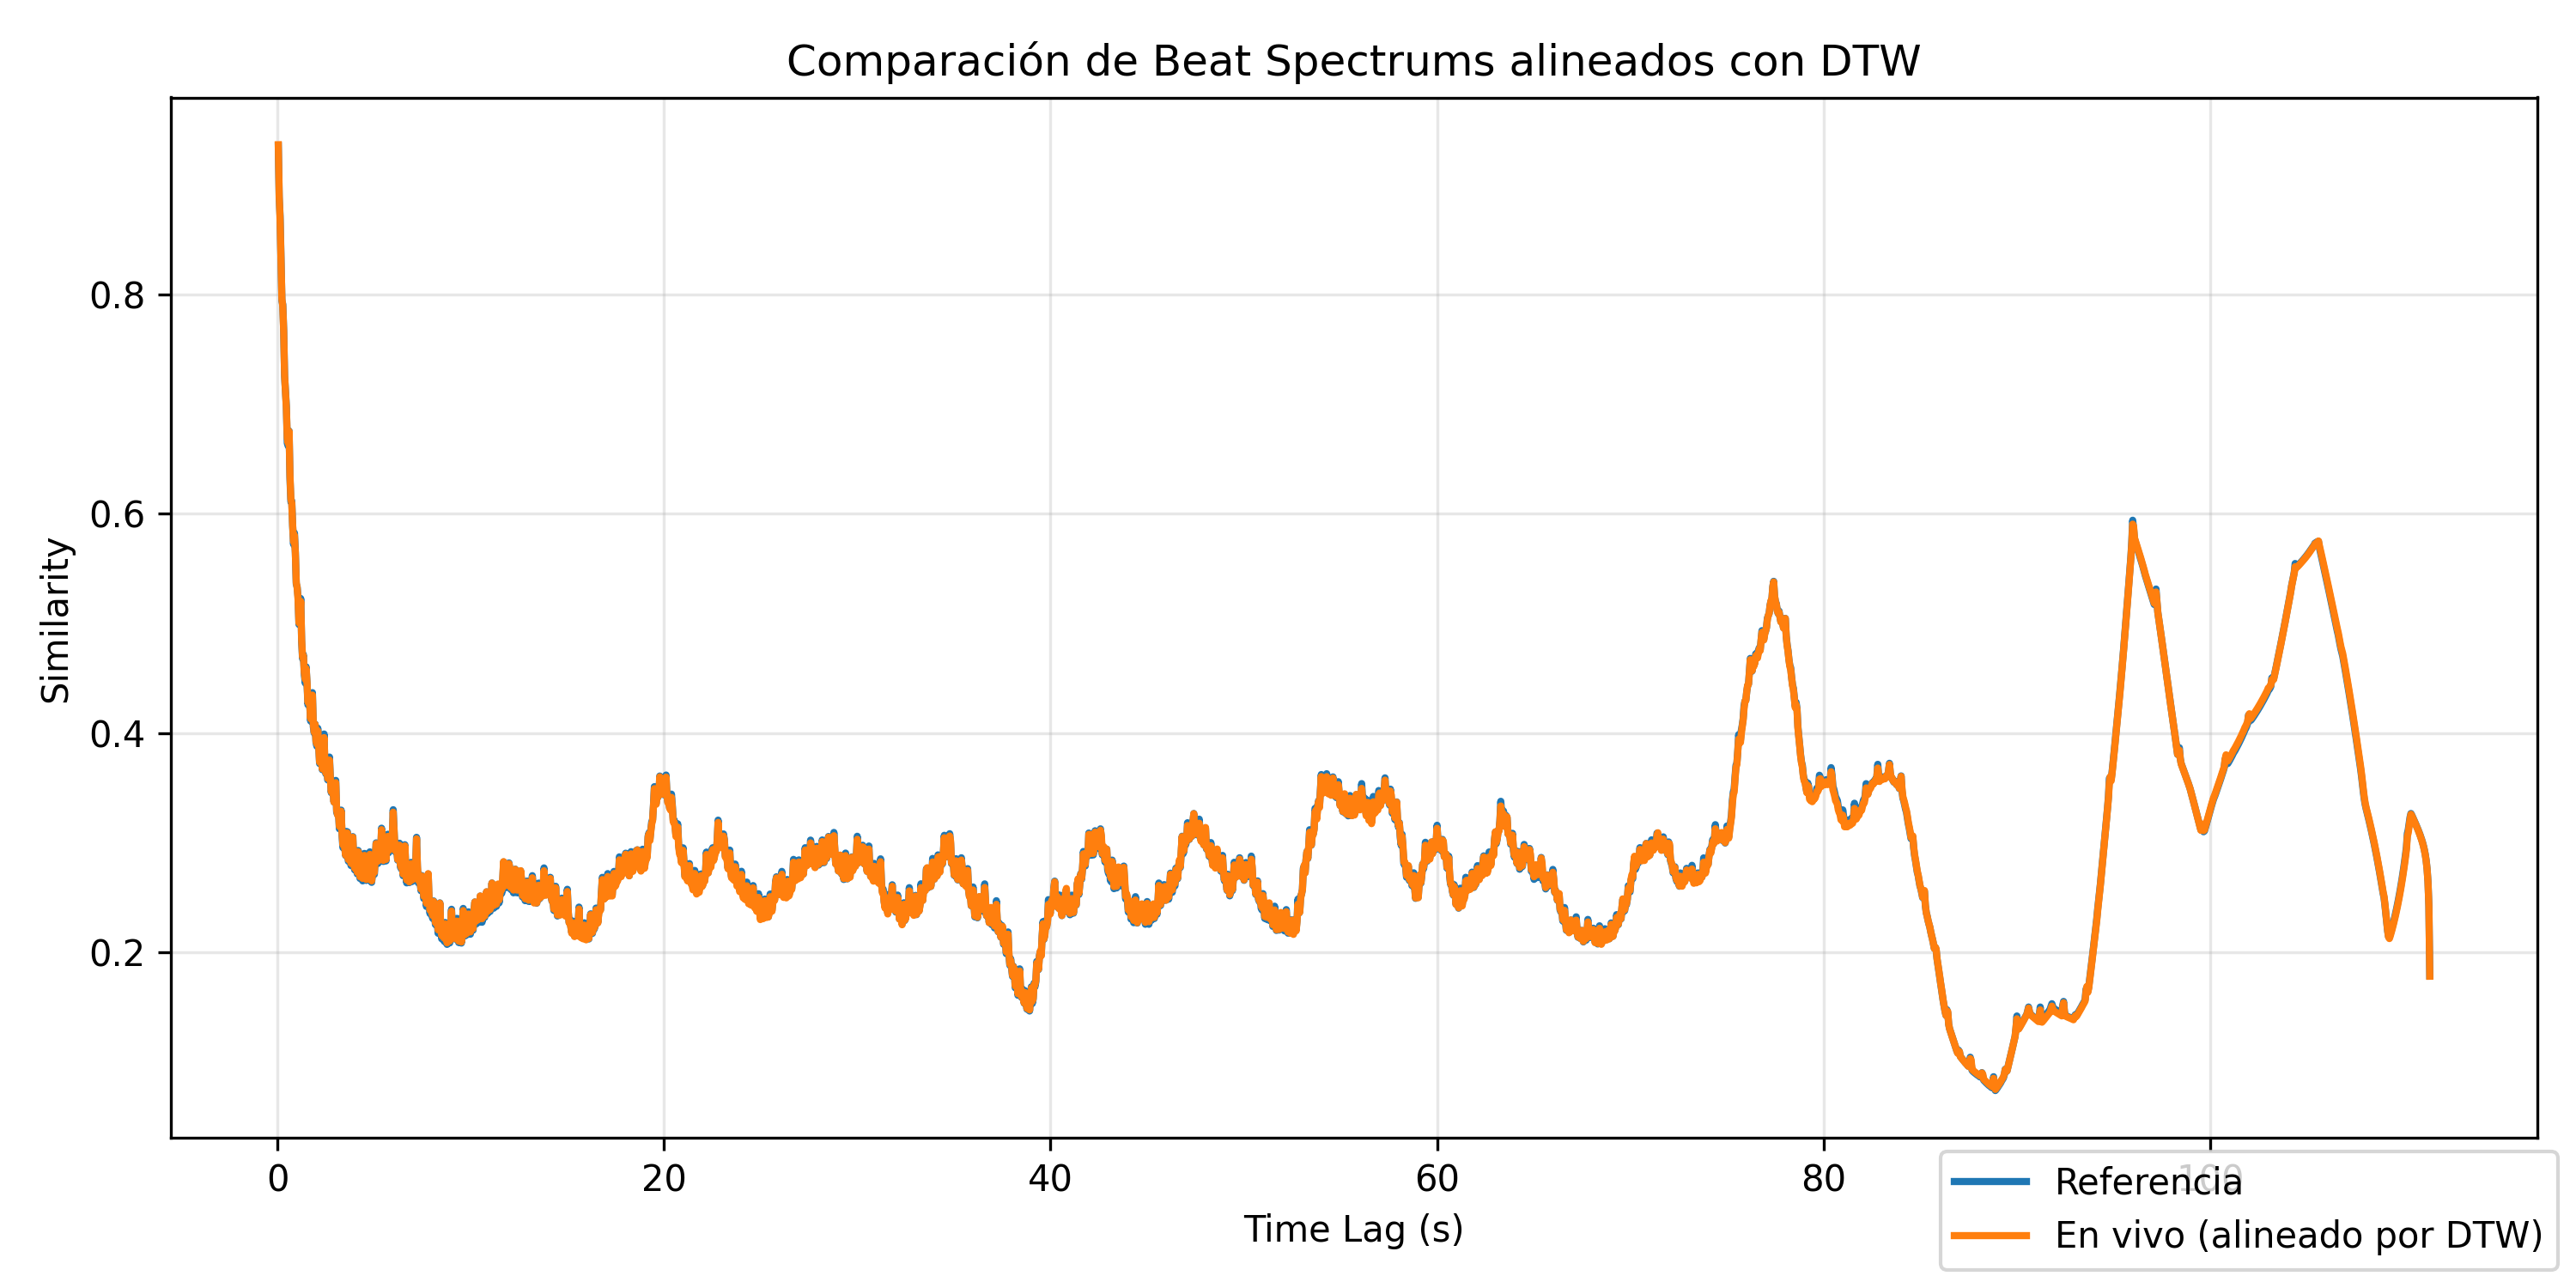 Comparación de Beat Spectrums alineados con DTW
Similarity
0.8
0.6
0.4
0.2
0 20 40 60 80 100
Time Lag (s)
Referencia
En vivo (alineado por DTW)